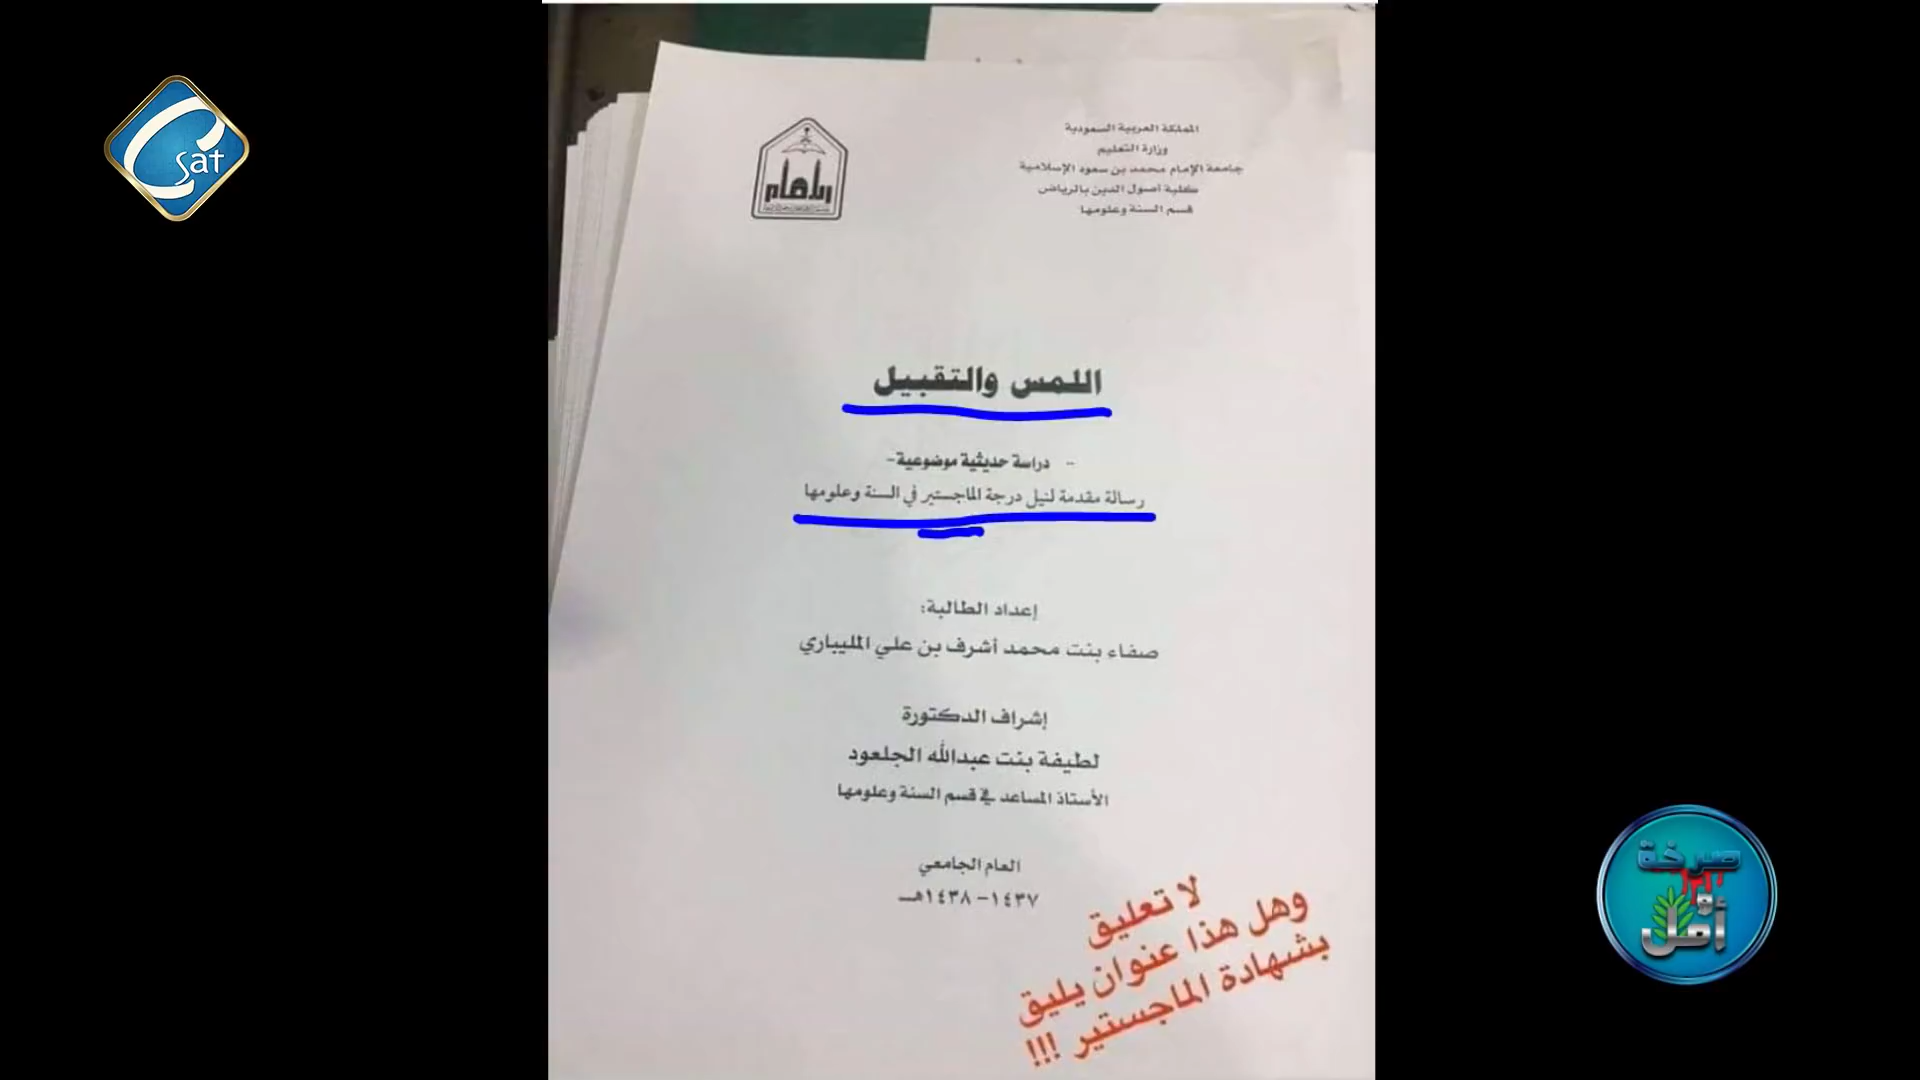 المملكة العربية السعودية
وزارة التعليم
جامعة الإمام محمد بن سعود الإسلامية
كلية أصول الدين بالرياض
قسم السنة وعلومها
اللمس والتقبيل
- دراسة حديثية موضوعية -
رسالة مقدمة لنيل درجة الماجستير في السنة وعلومها
إعداد الطالبة:
صفاء بنت محمد أشرف بن علي المليباري
إشراف الدكتورة
لطيفة بنت عبدالله الجلعود
الأستاذ المساعد في قسم السنة وعلومها
العام الجامعي
١٤٣٧- ١٤٣٨هـ
لا تعليق
وهل هذا عنوان يليق
بشهادة الماجستير !!!
C sat
صرخة
أمل